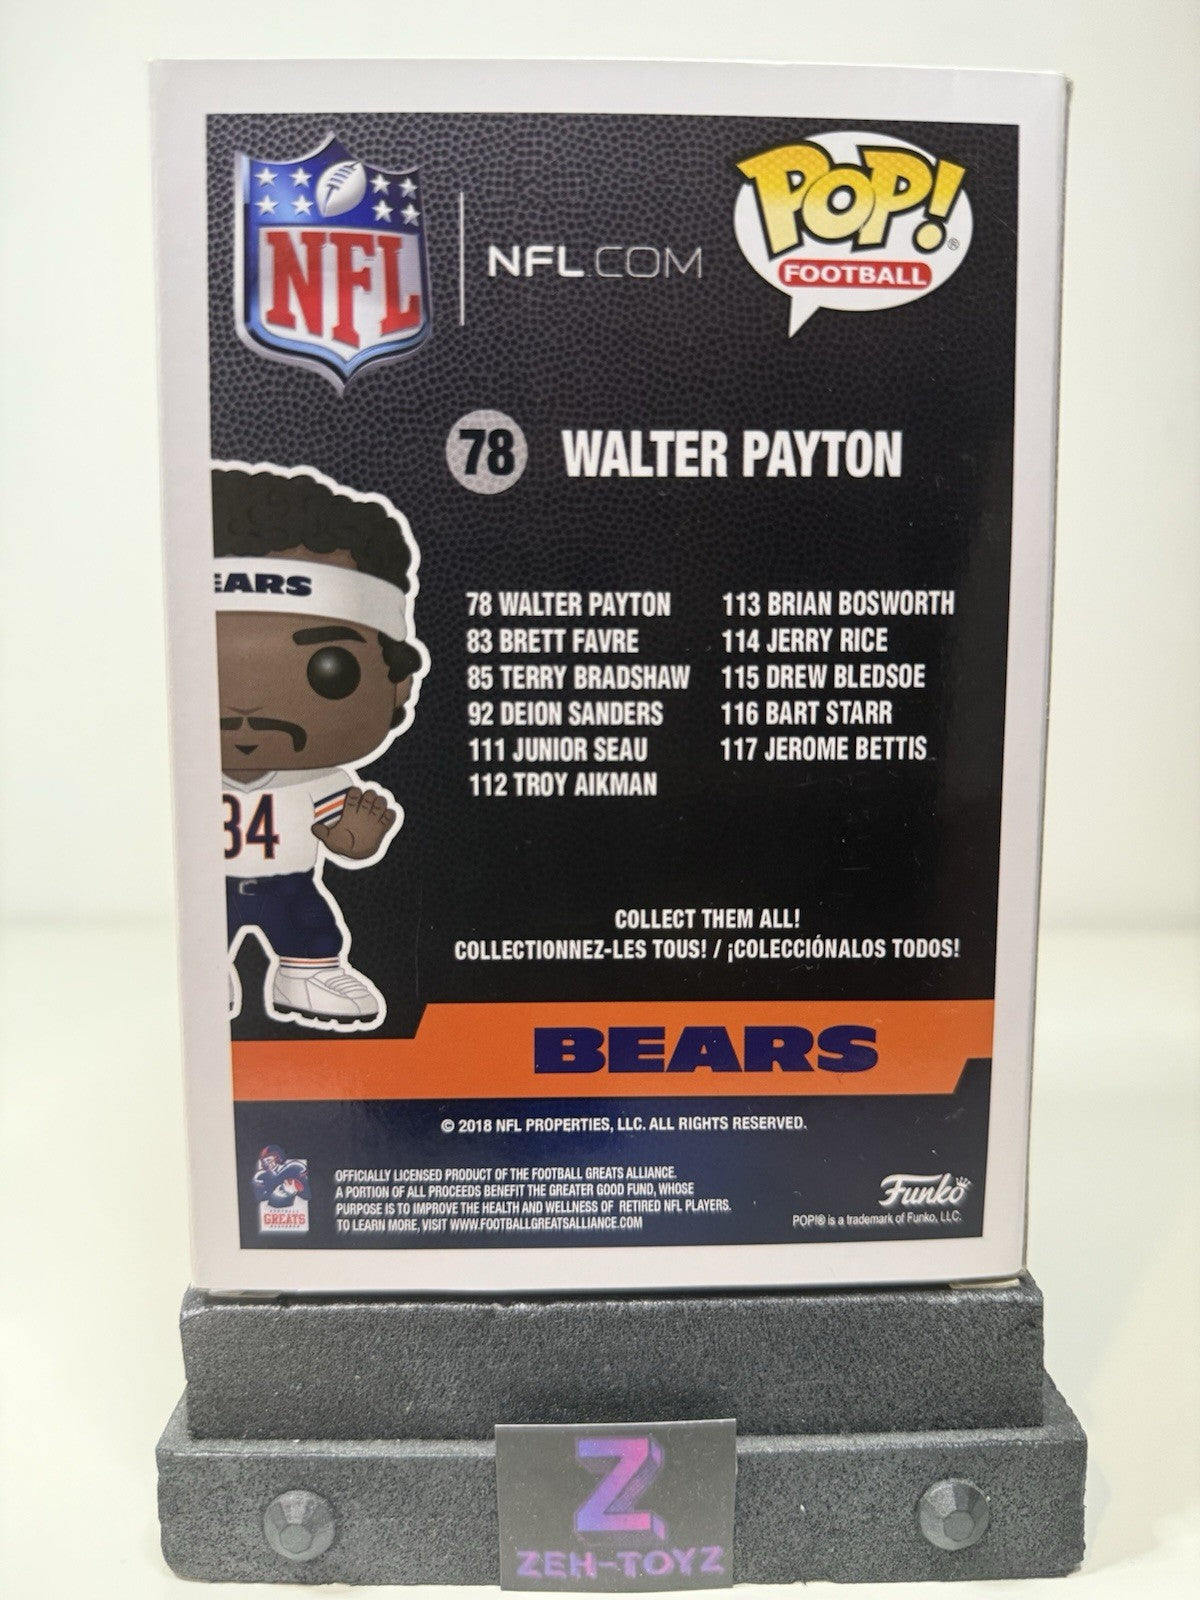 NFL
NFL.COM
POP!®
FOOTBALL
78 WALTER PAYTON
EARS
34
78 WALTER PAYTON
83 BRETT FAVRE
85 TERRY BRADSHAW
92 DEION SANDERS
111 JUNIOR SEAU
112 TROY AIKMAN
113 BRIAN BOSWORTH
114 JERRY RICE
115 DREW BLEDSOE
116 BART STARR
117 JEROME BETTIS
COLLECT THEM ALL!
COLLECTIONNEZ-LES TOUS! / ¡COLECCIÓNALOS TODOS!
BEARS
© 2018 NFL PROPERTIES, LLC. ALL RIGHTS RESERVED.
OFFICIALLY LICENSED PRODUCT OF THE FOOTBALL GREATS ALLIANCE.
A PORTION OF ALL PROCEEDS BENEFIT THE GREATER GOOD FUND, WHOSE
PURPOSE IS TO IMPROVE THE HEALTH AND WELLNESS OF RETIRED NFL PLAYERS.
TO LEARN MORE, VISIT WWW.FOOTBALLGREATSALLIANCE.COM
FOOTBALL
GREATS
Funko
POP!® is a trademark of Funko, LLC.
Z
ZEH-TOYZ